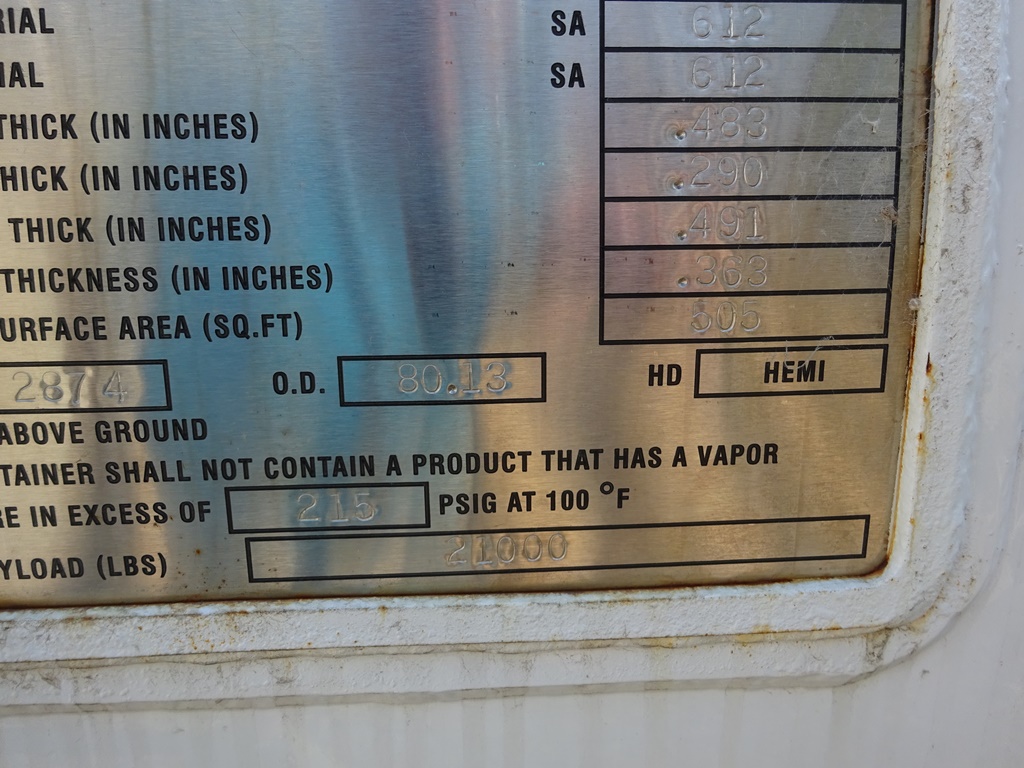 RIAL SA 612
IAL SA 612
THICK (IN INCHES) .483
HICK (IN INCHES) .290
THICK (IN INCHES) .491
THICKNESS (IN INCHES) .363
URFACE AREA (SQ.FT) 505
2874 O.D. 80.13 HD HEMI
ABOVE GROUND
TAINER SHALL NOT CONTAIN A PRODUCT THAT HAS A VAPOR
RE IN EXCESS OF 215 PSIG AT 100 °F
YLOAD (LBS) 21000